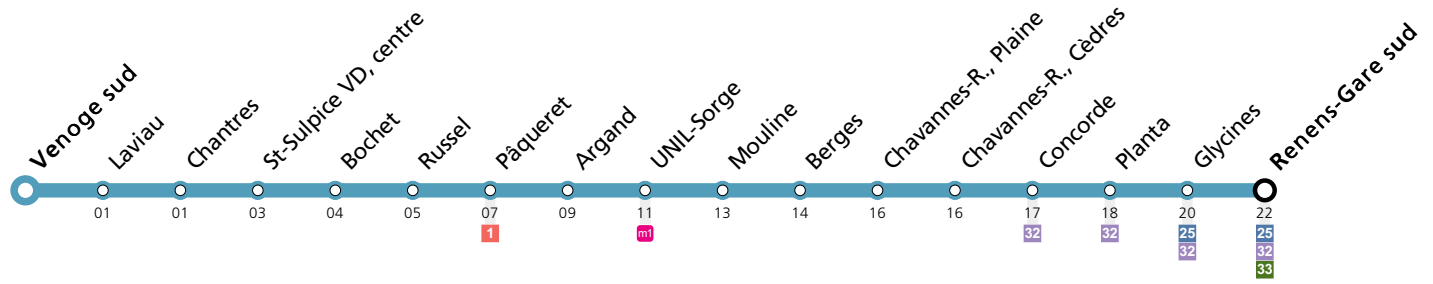 Venoge sud
Laviau
Chantres
St-Sulpice VD, centre
Bochet
Russel
Pâqueret
Argand
UNIL-Sorge
Mouline
Berges
Chavannes-R., Plaine
Chavannes-R., Cèdres
Concorde
Planta
Glycines
Renens-Gare sud
01 01 03 04 05 07 09 11 13 14 16 16 17 18 20 22
1 m1 32 32 25 25
32 32
33